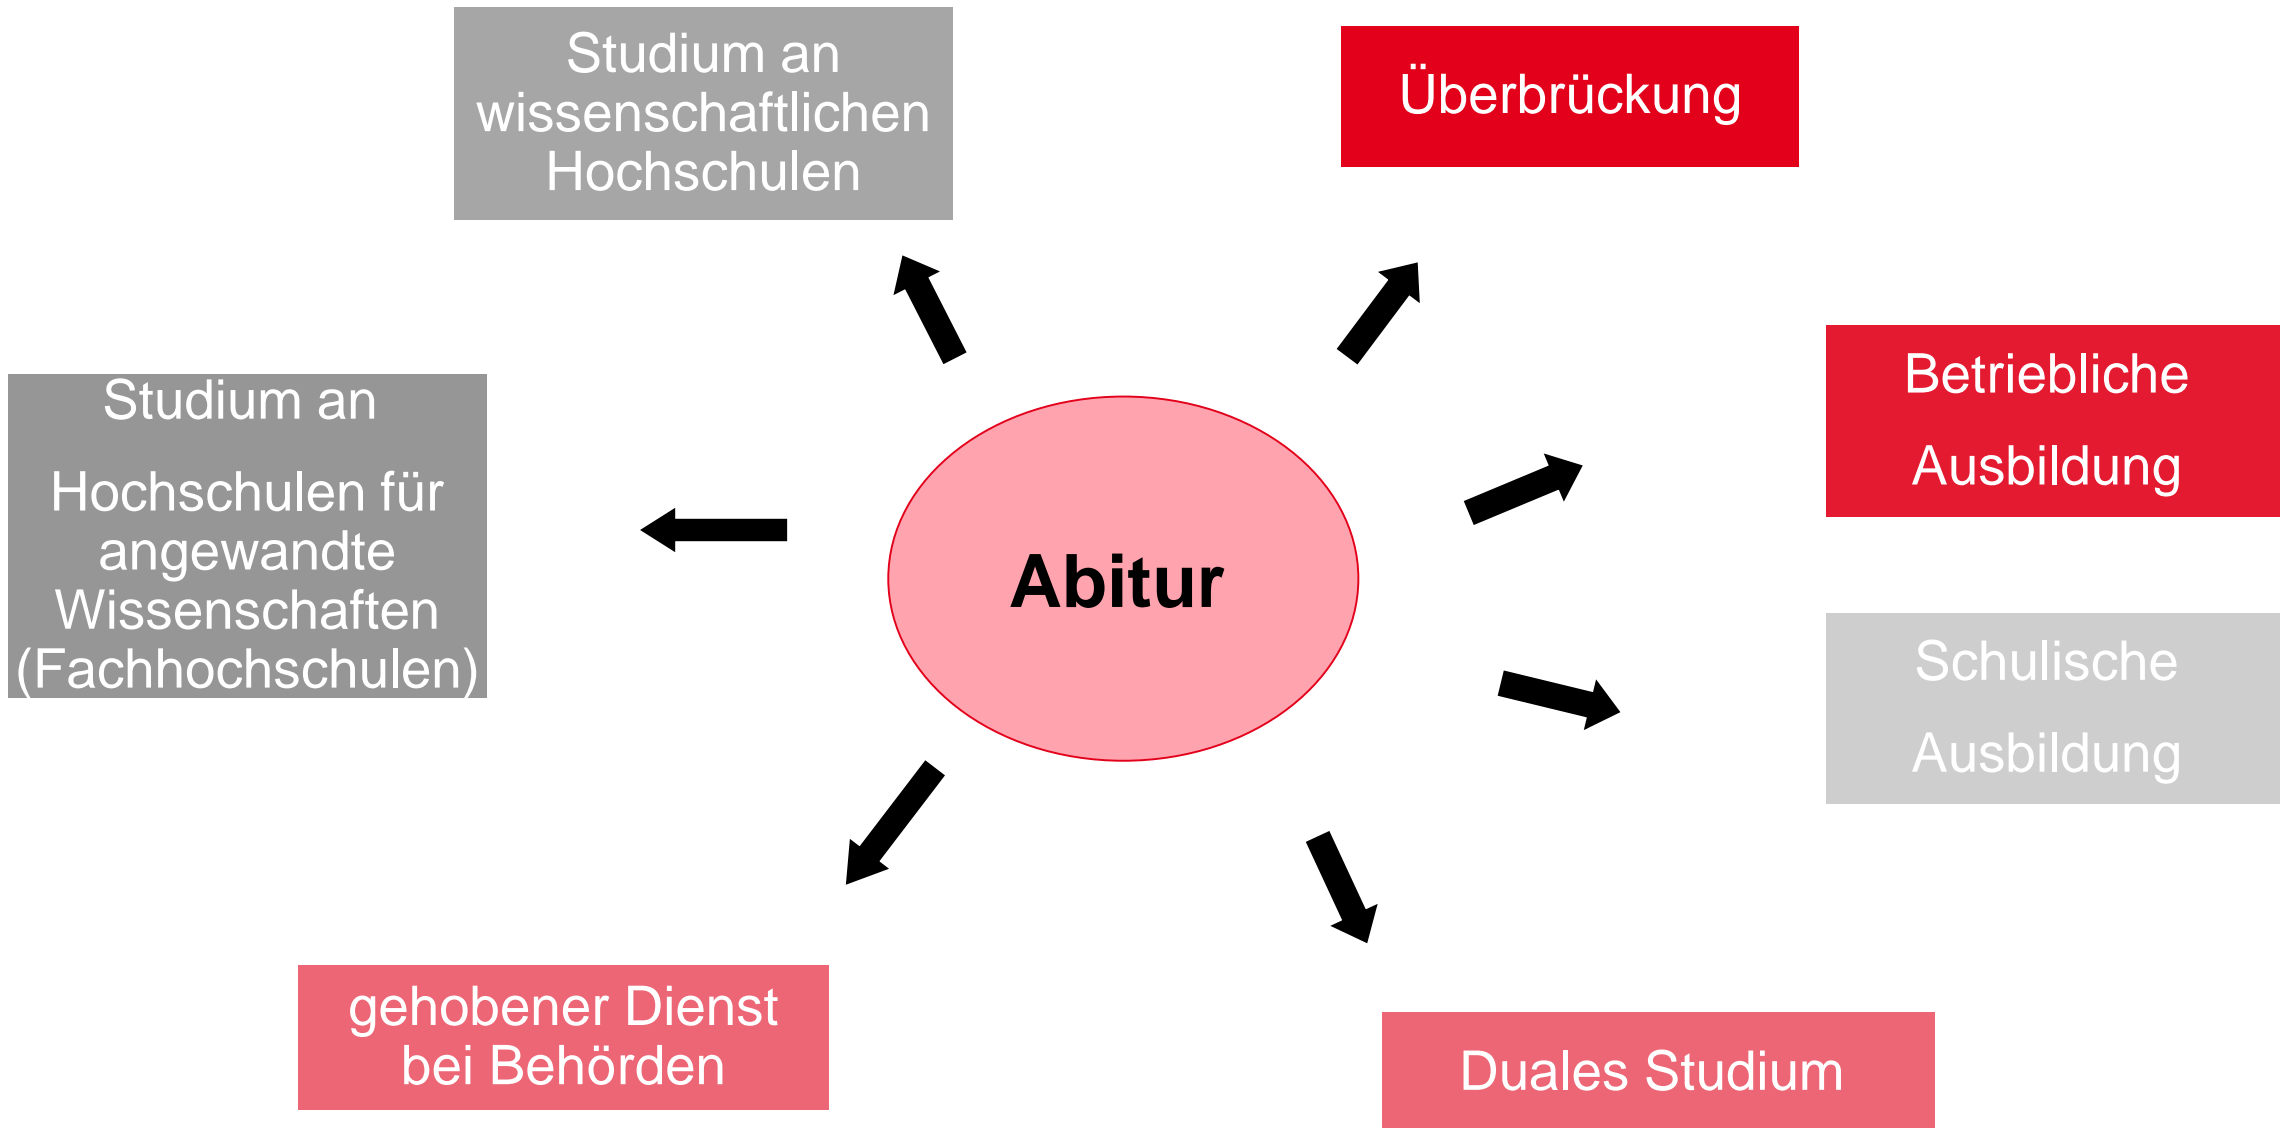 Studium an
wissenschaftlichen
Hochschulen
Überbrückung
Betriebliche
Ausbildung
Studium an
Hochschulen für
angewandte
Wissenschaften
(Fachhochschulen)
Abitur
Schulische
Ausbildung
gehobener Dienst
bei Behörden
Duales Studium